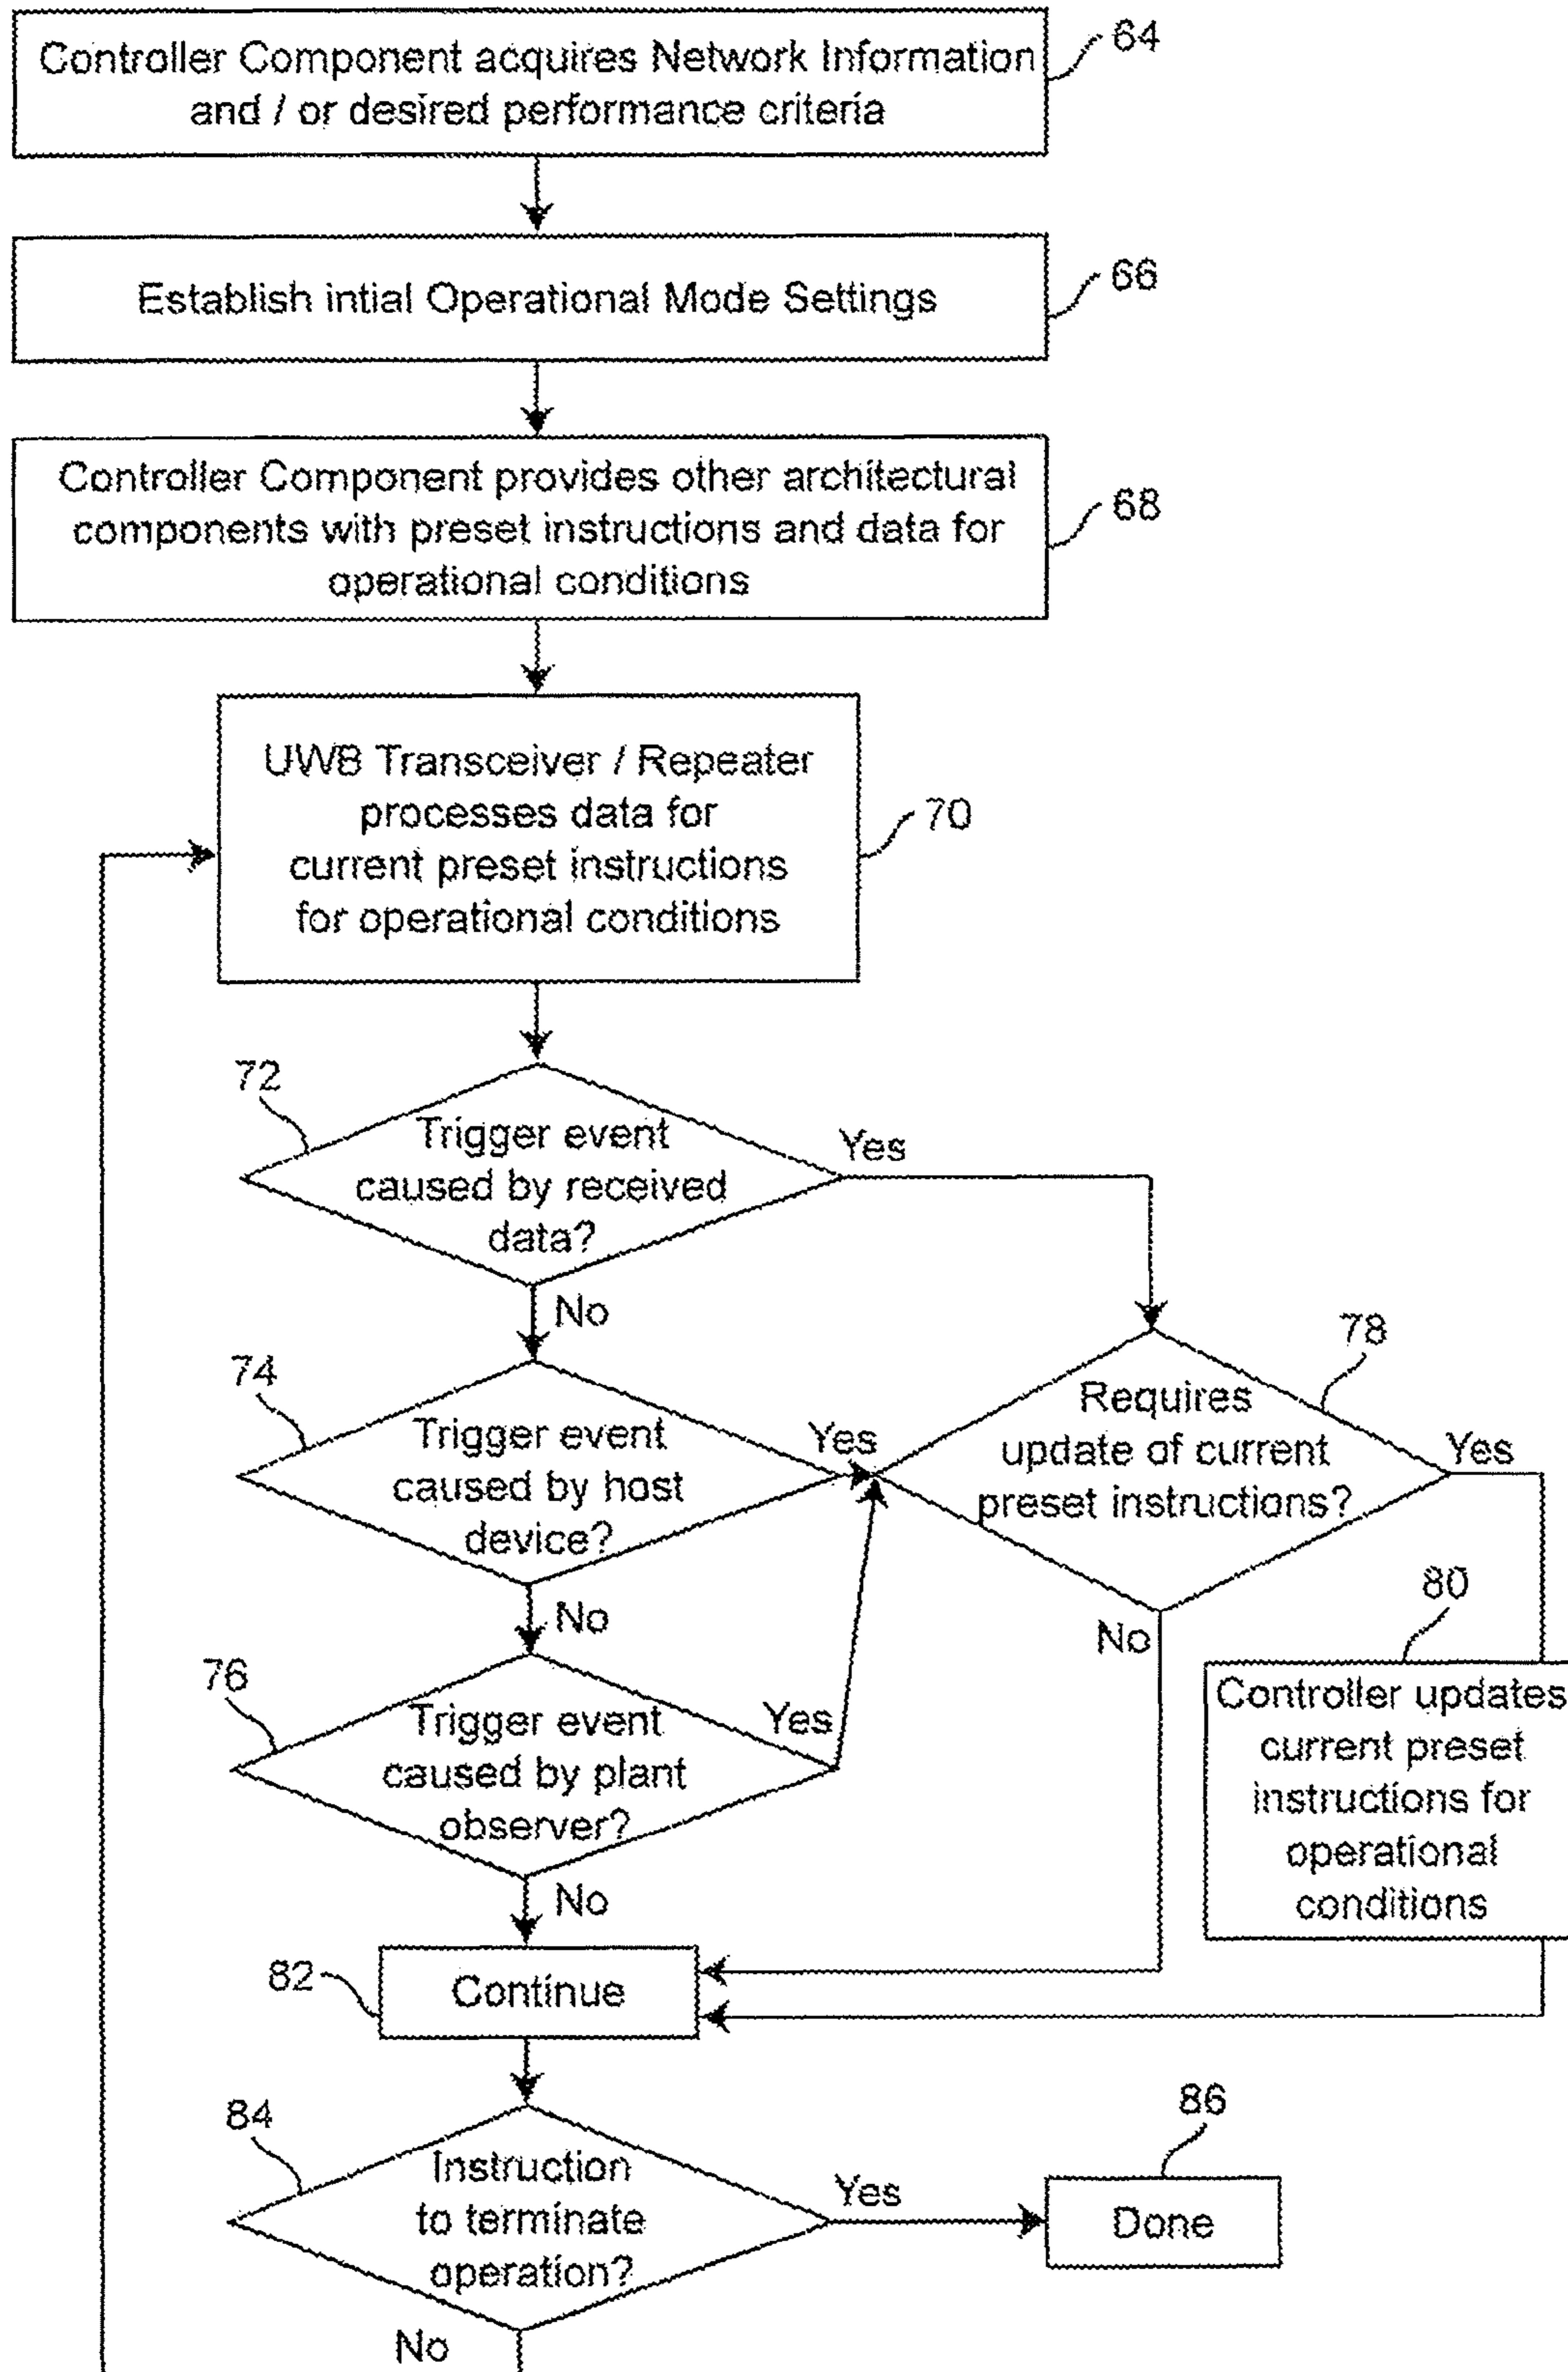 Controller Component acquires Network Information
and / or desired performance criteria
64
Establish intial Operational Mode Settings
66
Controller Component provides other architectural
components with preset instructions and data for
operational conditions
68
UWB Transceiver / Repeater
processes data for
current preset instructions
for operational conditions
70
72
Trigger event
caused by received
data?
Yes
No
74
Trigger event
caused by host
device?
Yes
No
78
Requires
update of current
preset instructions?
Yes
No
76
Trigger event
caused by plant
observer?
Yes
No
80
Controller updates
current preset
instructions for
operational
conditions
82
Continue
84
Instruction
to terminate
operation?
Yes
No
86
Done